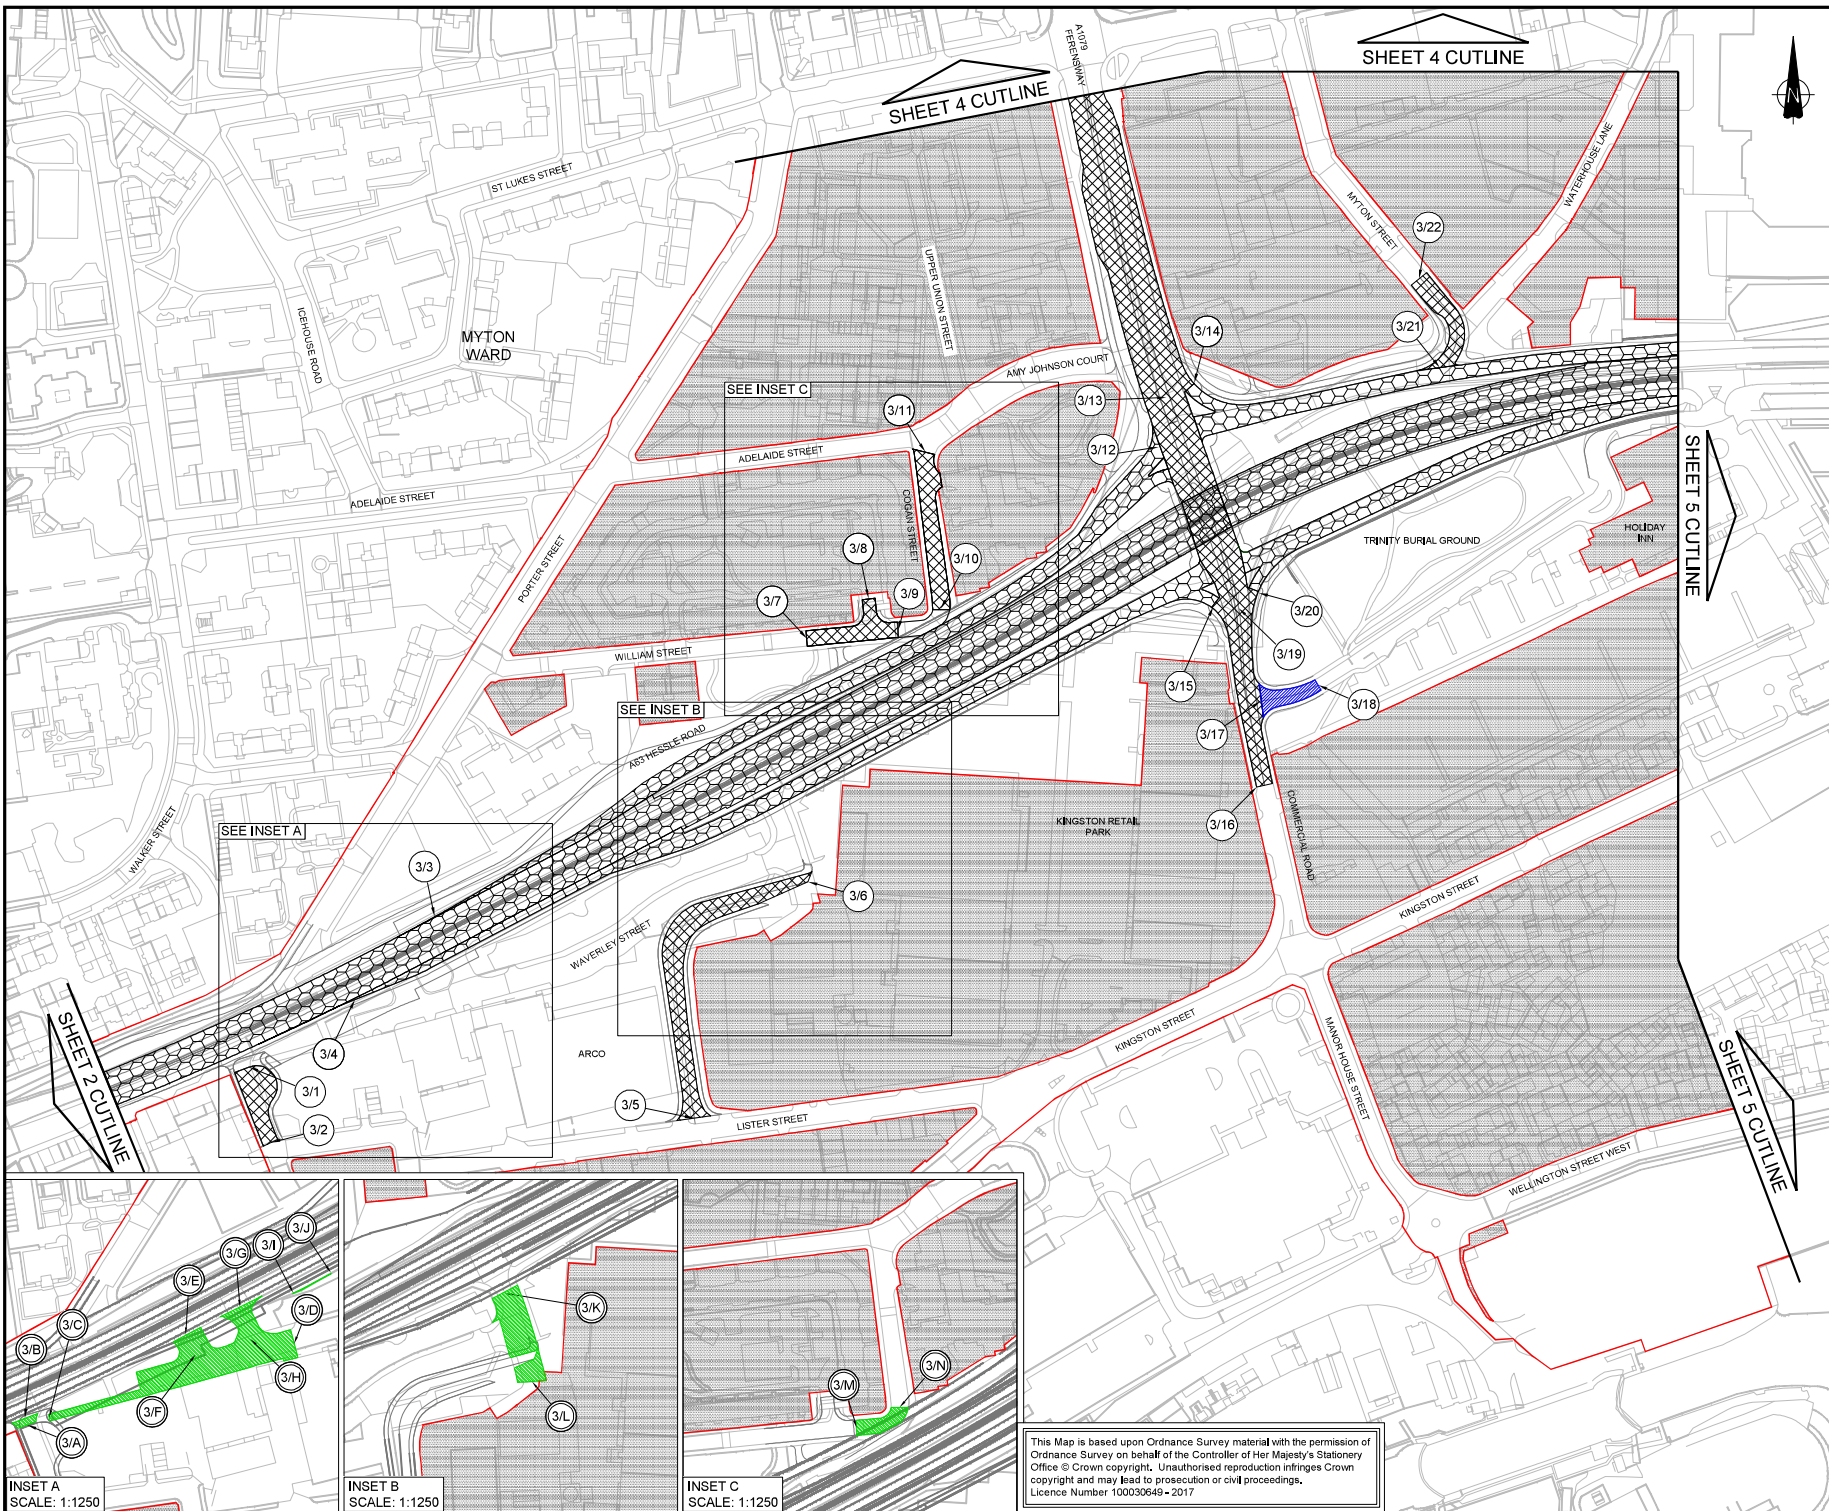 A1079
FERENSWAY
SHEET 4 CUTLINE
SHEET 4 CUTLINE
N
ST LUKES STREET
WATERHOUSE LANE
MYTON STREET
3/22
UPPER UNION STREET
ICEHOUSE ROAD
MYTON
WARD
3/14
3/21
AMY JOHNSON COURT
SEE INSET C
3/13
3/11
3/12
ADELAIDE STREET
ADELAIDE STREET
SHEET 5 CUTLINE
COGAN STREET
HOLIDAY
INN
TRINITY BURIAL GROUND
PORTER STREET
3/8
3/10
3/7
3/9
3/20
WILLIAM STREET
3/19
3/15
3/18
SEE INSET B
3/17
A63 HESSLE ROAD
WALKER STREET
SEE INSET A
KINGSTON RETAIL
PARK
3/16
COMMERCIAL ROAD
3/3
3/6
KINGSTON STREET
WAVERLEY STREET
SHEET 2 CUTLINE
3/4
ARCO
KINGSTON STREET
MANOR HOUSE STREET
SHEET 5 CUTLINE
3/1
3/5
3/2
LISTER STREET
WELLINGTON STREET WEST
3/J
3/I
3/G
3/E
3/D
3/C
3/B
3/H
3/F
3/A
INSET A
SCALE: 1:1250
3/K
3/L
INSET B
SCALE: 1:1250
3/N
3/M
INSET C
SCALE: 1:1250
This Map is based upon Ordnance Survey material with the permission of
Ordnance Survey on behalf of the Controller of Her Majesty's Stationery
Office © Crown copyright. Unauthorised reproduction infringes Crown
copyright and may lead to prosecution or civil proceedings.
Licence Number 100030649 - 2017